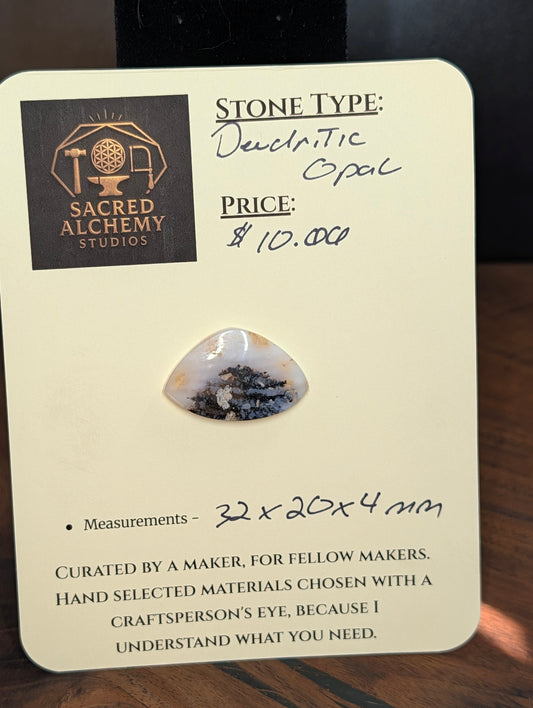 SACRED
ALCHEMY
STUDIOS
STONE TYPE:
Dendritic
Opal
PRICE:
$10.00
• Measurements - 32 x 20 x 4 mm
CURATED BY A MAKER, FOR FELLOW MAKERS.
HAND SELECTED MATERIALS CHOSEN WITH A
CRAFTSPERSON'S EYE, BECAUSE I
UNDERSTAND WHAT YOU NEED.